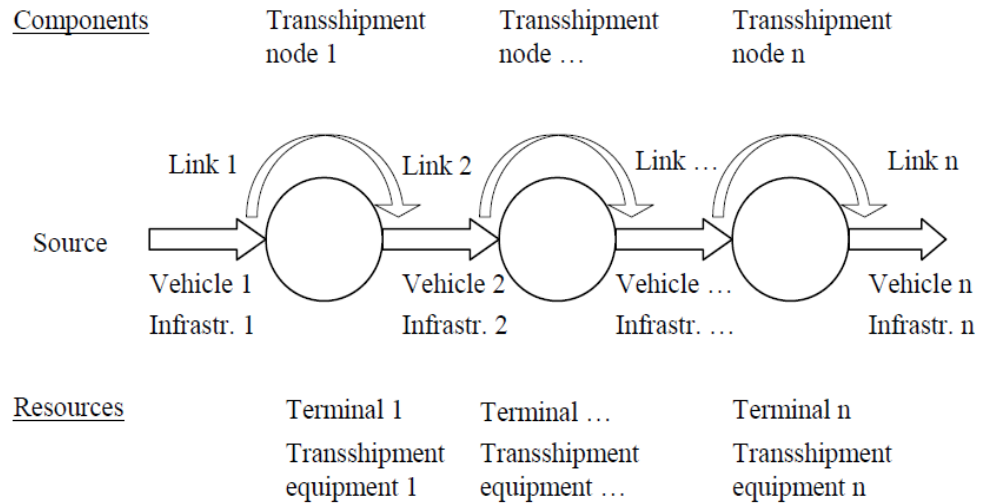 Components
Transshipment
node 1
Transshipment
node …
Transshipment
node n
Link 1
Link 2
Link …
Link n
Source
Vehicle 1
Vehicle 2
Vehicle …
Vehicle n
Infrastr. 1
Infrastr. 2
Infrastr. …
Infrastr. n
Resources
Terminal 1
Terminal …
Terminal n
Transshipment
equipment 1
Transshipment
equipment …
Transshipment
equipment n